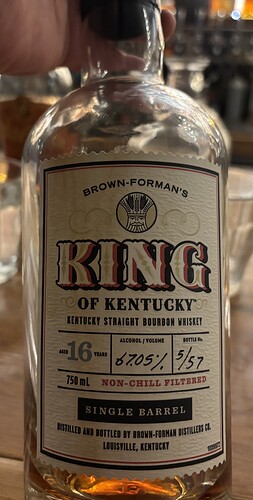 BROWN-FORMAN'S
KING
OF KENTUCKY™
KENTUCKY STRAIGHT BOURBON WHISKEY
AGED 16 YEARS
ALCOHOL / VOLUME
67.05%
BOTTLE No.
5/57
750 mL
NON-CHILL FILTERED
SINGLE BARREL
DISTILLED AND BOTTLED BY BROWN-FORMAN DISTILLERS CO.
LOUISVILLE, KENTUCKY